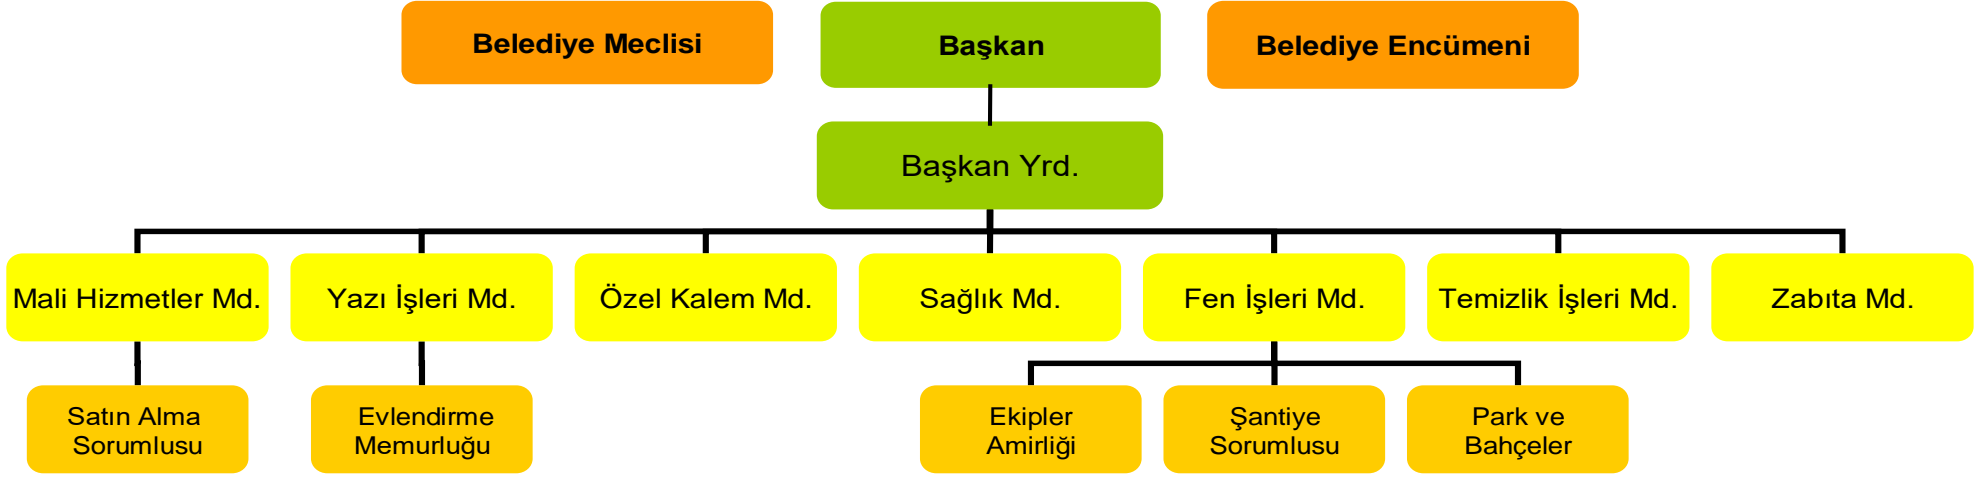 Belediye Meclisi
Başkan
Belediye Encümeni
Başkan Yrd.
Mali Hizmetler Md.
Yazı İşleri Md.
Özel Kalem Md.
Sağlık Md.
Fen İşleri Md.
Temizlik İşleri Md.
Zabıta Md.
Satın Alma
Sorumlusu
Evlendirme
Memurluğu
Ekipler
Amirliği
Şantiye
Sorumlusu
Park ve
Bahçeler